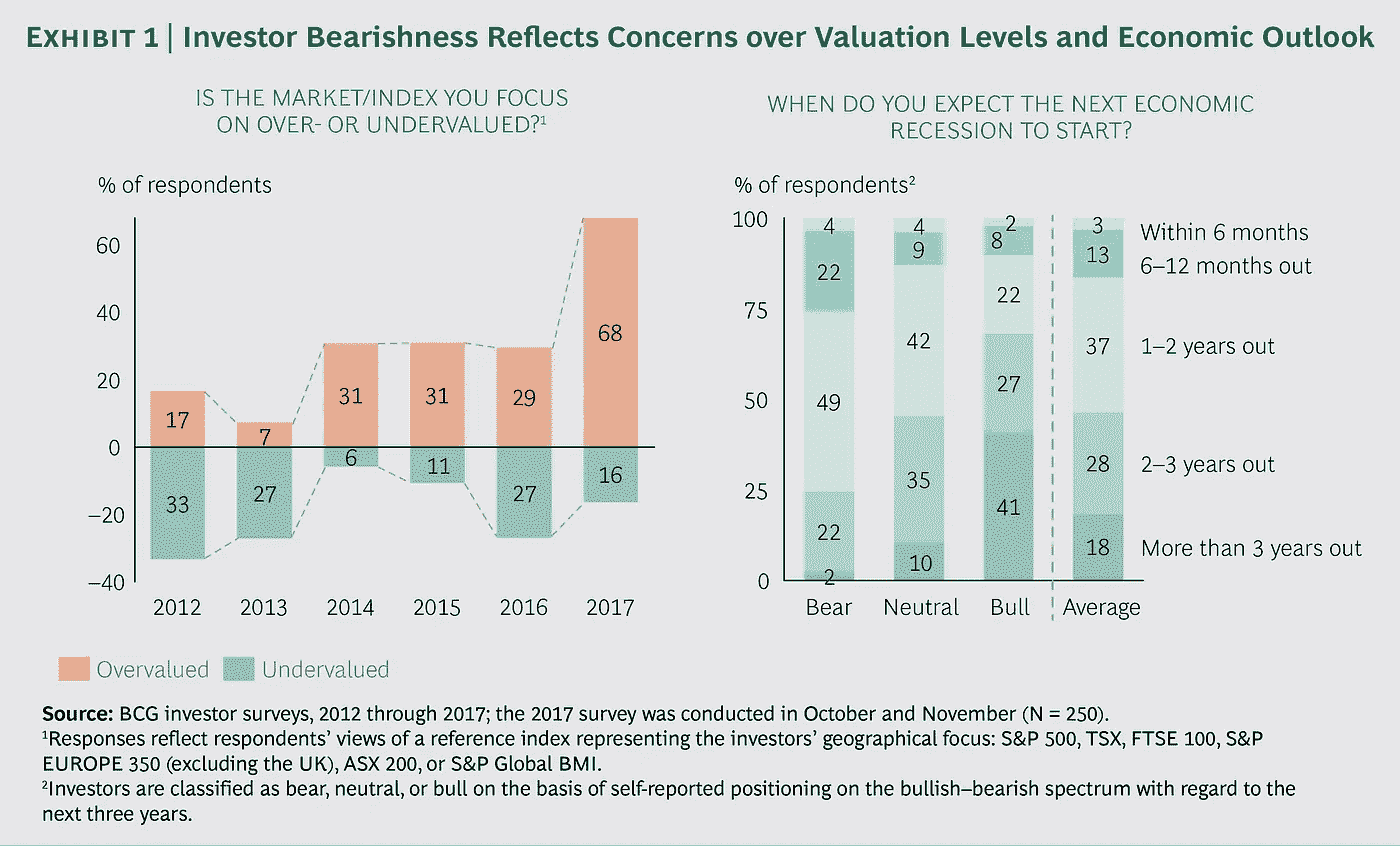 EXHIBIT 1 | Investor Bearishness Reflects Concerns over Valuation Levels and Economic Outlook
IS THE MARKET/INDEX YOU FOCUS
ON OVER- OR UNDERVALUED?¹
% of respondents
60
40
20
0
–20
–40
17
7
31
31
29
68
33
27
6
11
27
16
2012
2013
2014
2015
2016
2017
Overvalued
Undervalued
WHEN DO YOU EXPECT THE NEXT ECONOMIC
RECESSION TO START?
% of respondents²
100
75
50
25
0
4
22
49
22
2
4
9
42
35
10
2
8
22
27
41
3
13
37
28
18
Within 6 months
6–12 months out
1–2 years out
2–3 years out
More than 3 years out
Bear
Neutral
Bull
Average
Source: BCG investor surveys, 2012 through 2017; the 2017 survey was conducted in October and November (N = 250).
¹Responses reflect respondents’ views of a reference index representing the investors’ geographical focus: S&P 500, TSX, FTSE 100, S&P
EUROPE 350 (excluding the UK), ASX 200, or S&P Global BMI.
²Investors are classified as bear, neutral, or bull on the basis of self-reported positioning on the bullish–bearish spectrum with regard to the
next three years.